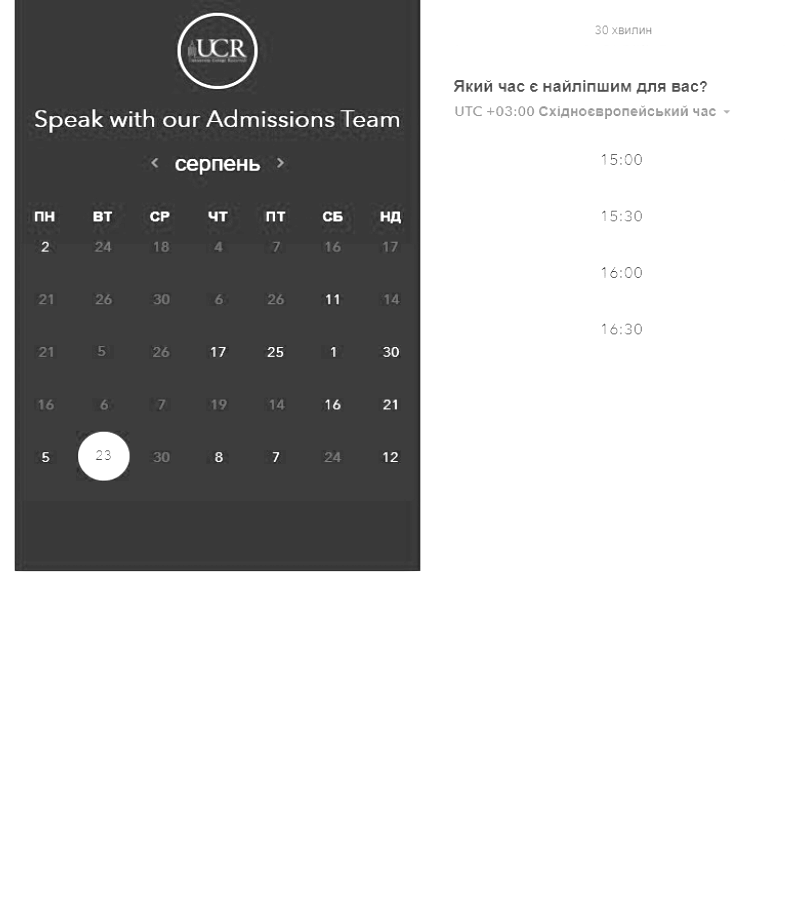 UCR
Speak with our Admissions Team
серпень
ПН ВТ СР ЧТ ПТ СБ НД
2 24 18 4 7 16 17
21 26 30 6 26 11 14
21 5 26 17 25 1 30
16 6 7 19 14 16 21
5 23 30 8 7 24 12
30 хвилин
Який час є найліпшим для вас?
UTC +03:00 Східноєвропейський час
15:00
15:30
16:00
16:30